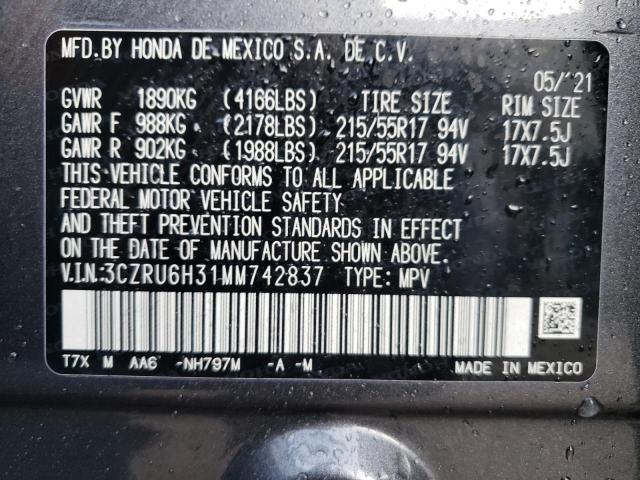 MFD.BY HONDA DE MEXICO S.A. DE C.V.
05/'21
GVWR 1890KG (4166LBS) TIRE SIZE RIM SIZE
GAWR F 988KG (2178LBS) 215/55R17 94V 17X7.5J
GAWR R 902KG (1988LBS) 215/55R17 94V 17X7.5J
THIS VEHICLE CONFORMS TO ALL APPLICABLE
FEDERAL MOTOR VEHICLE SAFETY
AND THEFT PREVENTION STANDARDS IN EFFECT
ON THE DATE OF MANUFACTURE SHOWN ABOVE.
V.I.N:3CZRU6H31MM742837 TYPE: MPV
T7X M AA6 -NH797M -A -M MADE IN MEXICO